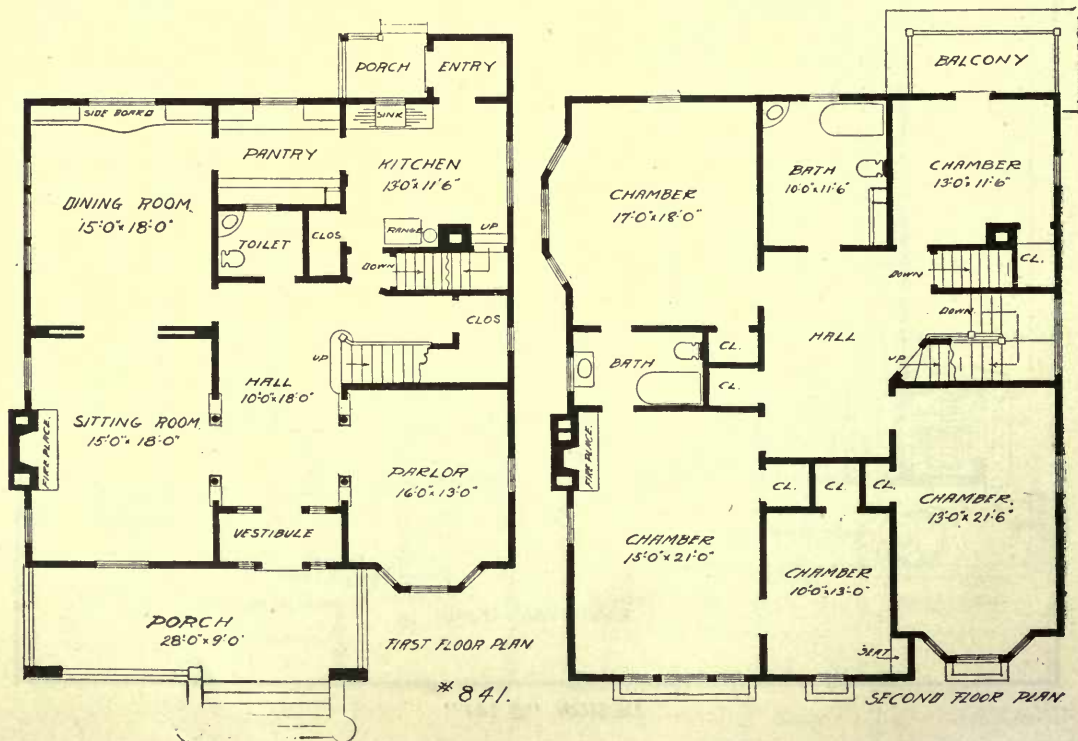 PORCH
ENTRY
SIDE BOARD
SINK
PANTRY
KITCHEN
13'0"x 11'6"
DINING ROOM.
15'0"x 18'0"
TOILET
CLOS
RANGE
UP
DOWN
CLOS
UP
HALL
10'0"x 18'0"
SITTING ROOM.
15'0"x 18'0"
FIRE PLACE.
PARLOR
16'0"x 13'0"
VESTIBULE
PORCH
28'0"x 9'0"
FIRST FLOOR PLAN
# 841.
BALCONY
CHAMBER
17'0"x 18'0"
BATH
10'0"x 11'6"
CHAMBER
13'0"x 11'6"
DOWN
CL.
DOWN
HALL
UP
BATH
CL.
CL.
FIRE PLACE.
CL.
CL.
CL.
CHAMBER
15'0"x 21'0"
CHAMBER
10'0"x 13'0"
CHAMBER.
13'0"x 21'6"
SEAT
SECOND FLOOR PLAN.